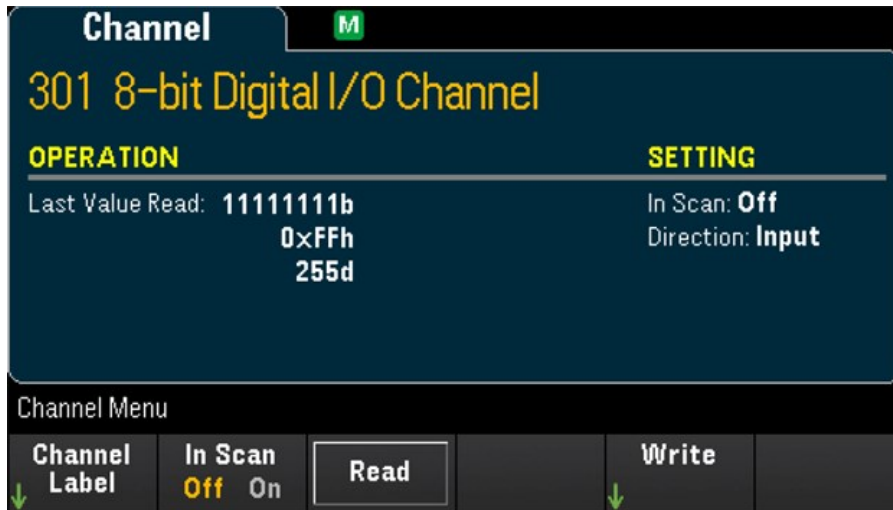 Channel
M
301 8-bit Digital I/O Channel
OPERATION
SETTING
Last Value Read: 11111111b
0xFFh
255d
In Scan: Off
Direction: Input
Channel Menu
Channel Label
In Scan
Off On
Read
Write